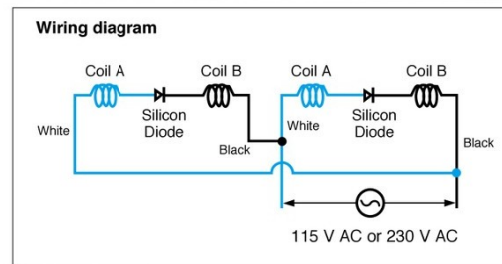 Wiring diagram
Coil A
Coil B
Coil A
Coil B
Silicon
Diode
Silicon
Diode
White
Black
White
Black
115 V AC or 230 V AC